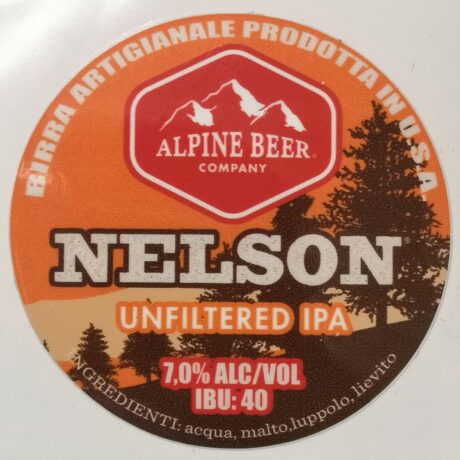 BIRRA ARTIGIANALE PRODOTTA IN U.S.A.
ALPINE BEER
COMPANY
NELSON
UNFILTERED IPA
7,0% ALC/VOL
IBU: 40
INGREDIENTI: acqua, malto,luppolo, lievito